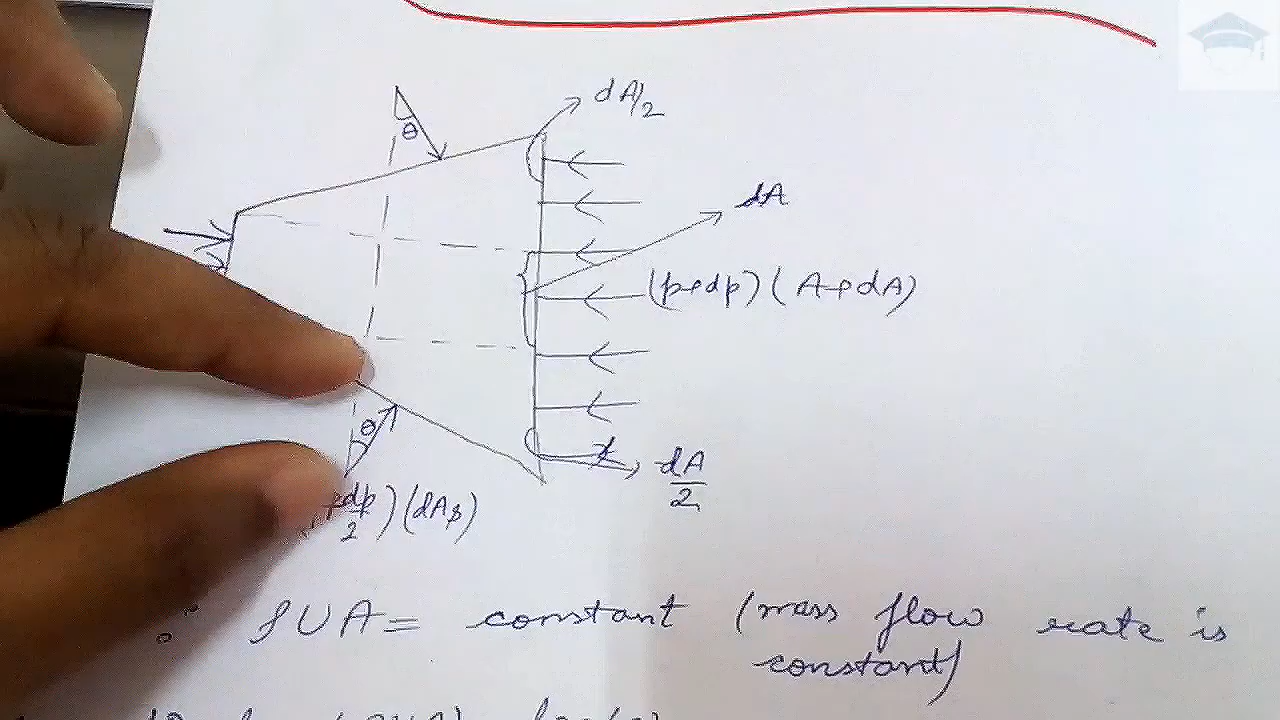 dA/2
θ
dA
(p+dp) (A+dA)
θ
dA/2
+dp/2) (dAs)
∴ ρUA = constant (mass flow rate is
constant)